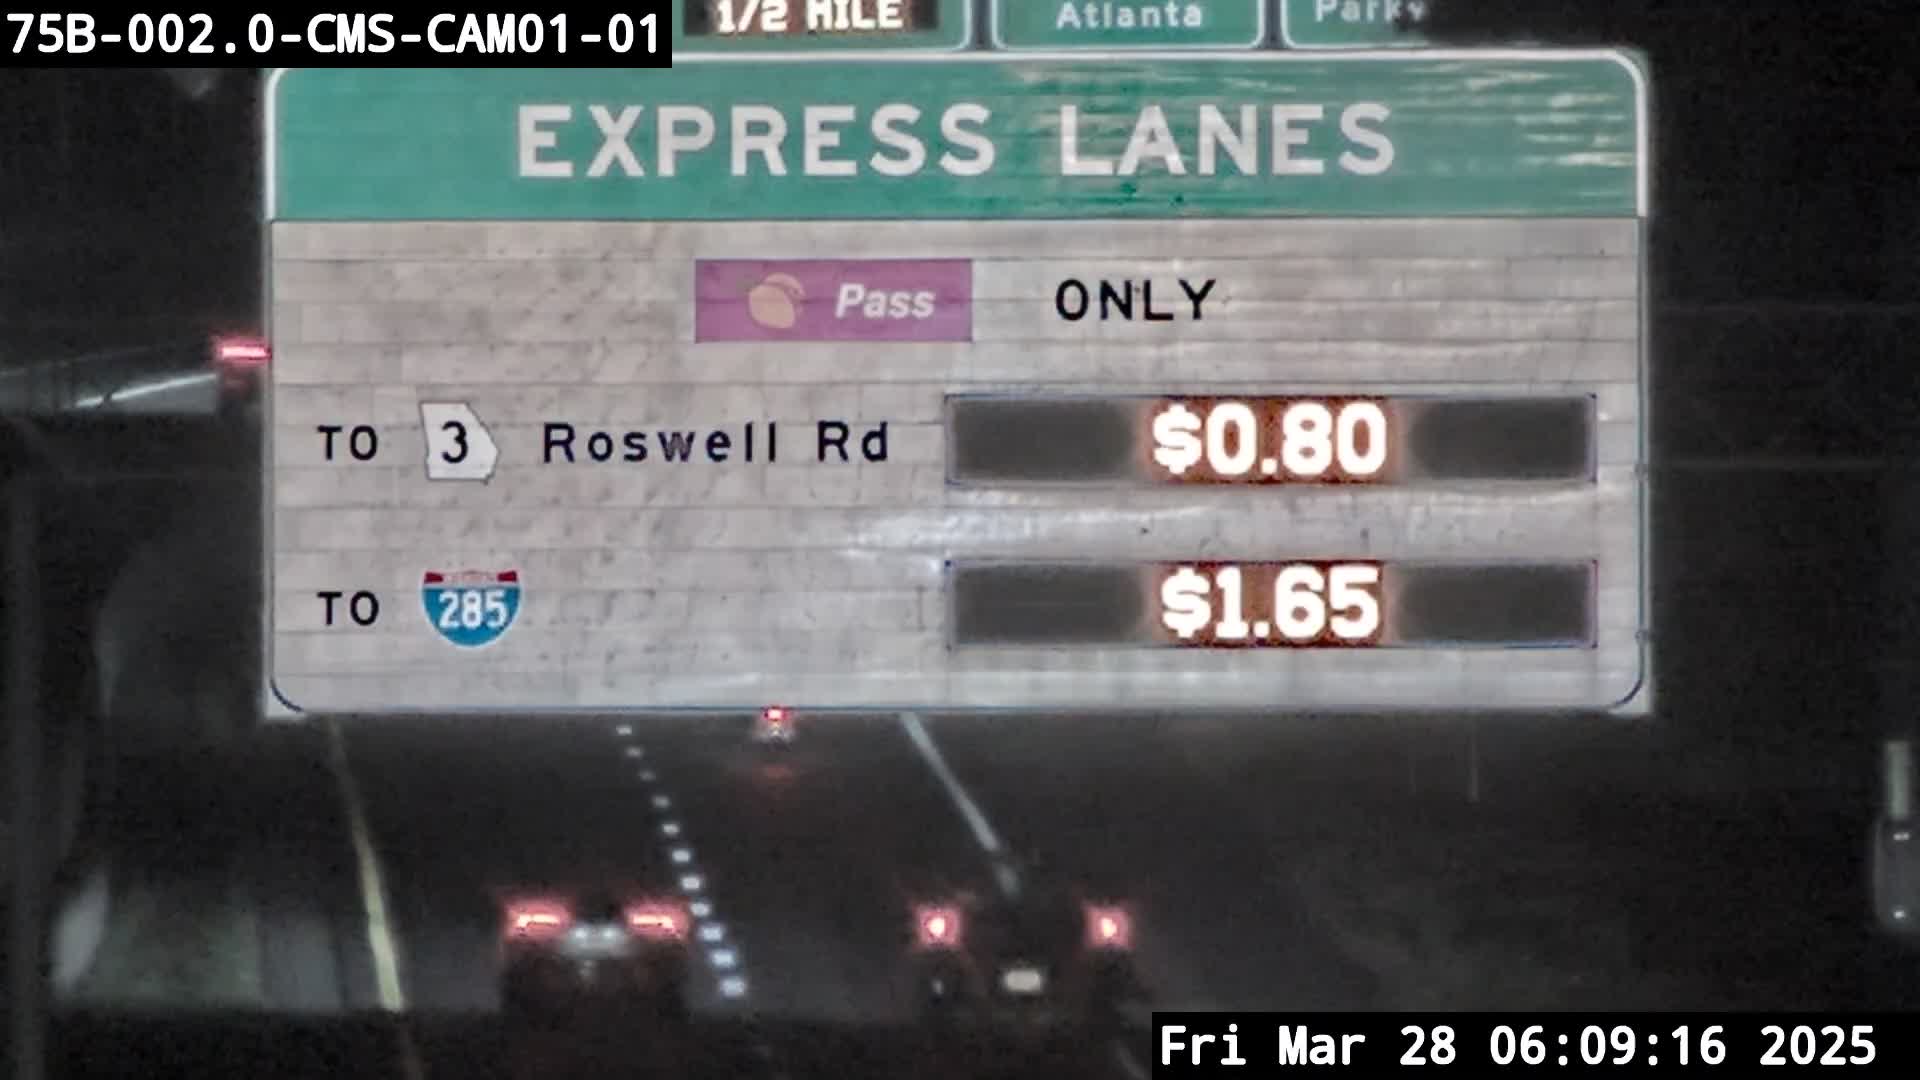 75B-002.0-CMS-CAM01-01
1/2 MILE
Atlanta
Parky
EXPRESS LANES
Pass ONLY
TO 3 Roswell Rd $0.80
TO 285 $1.65
Fri Mar 28 06:09:16 2025